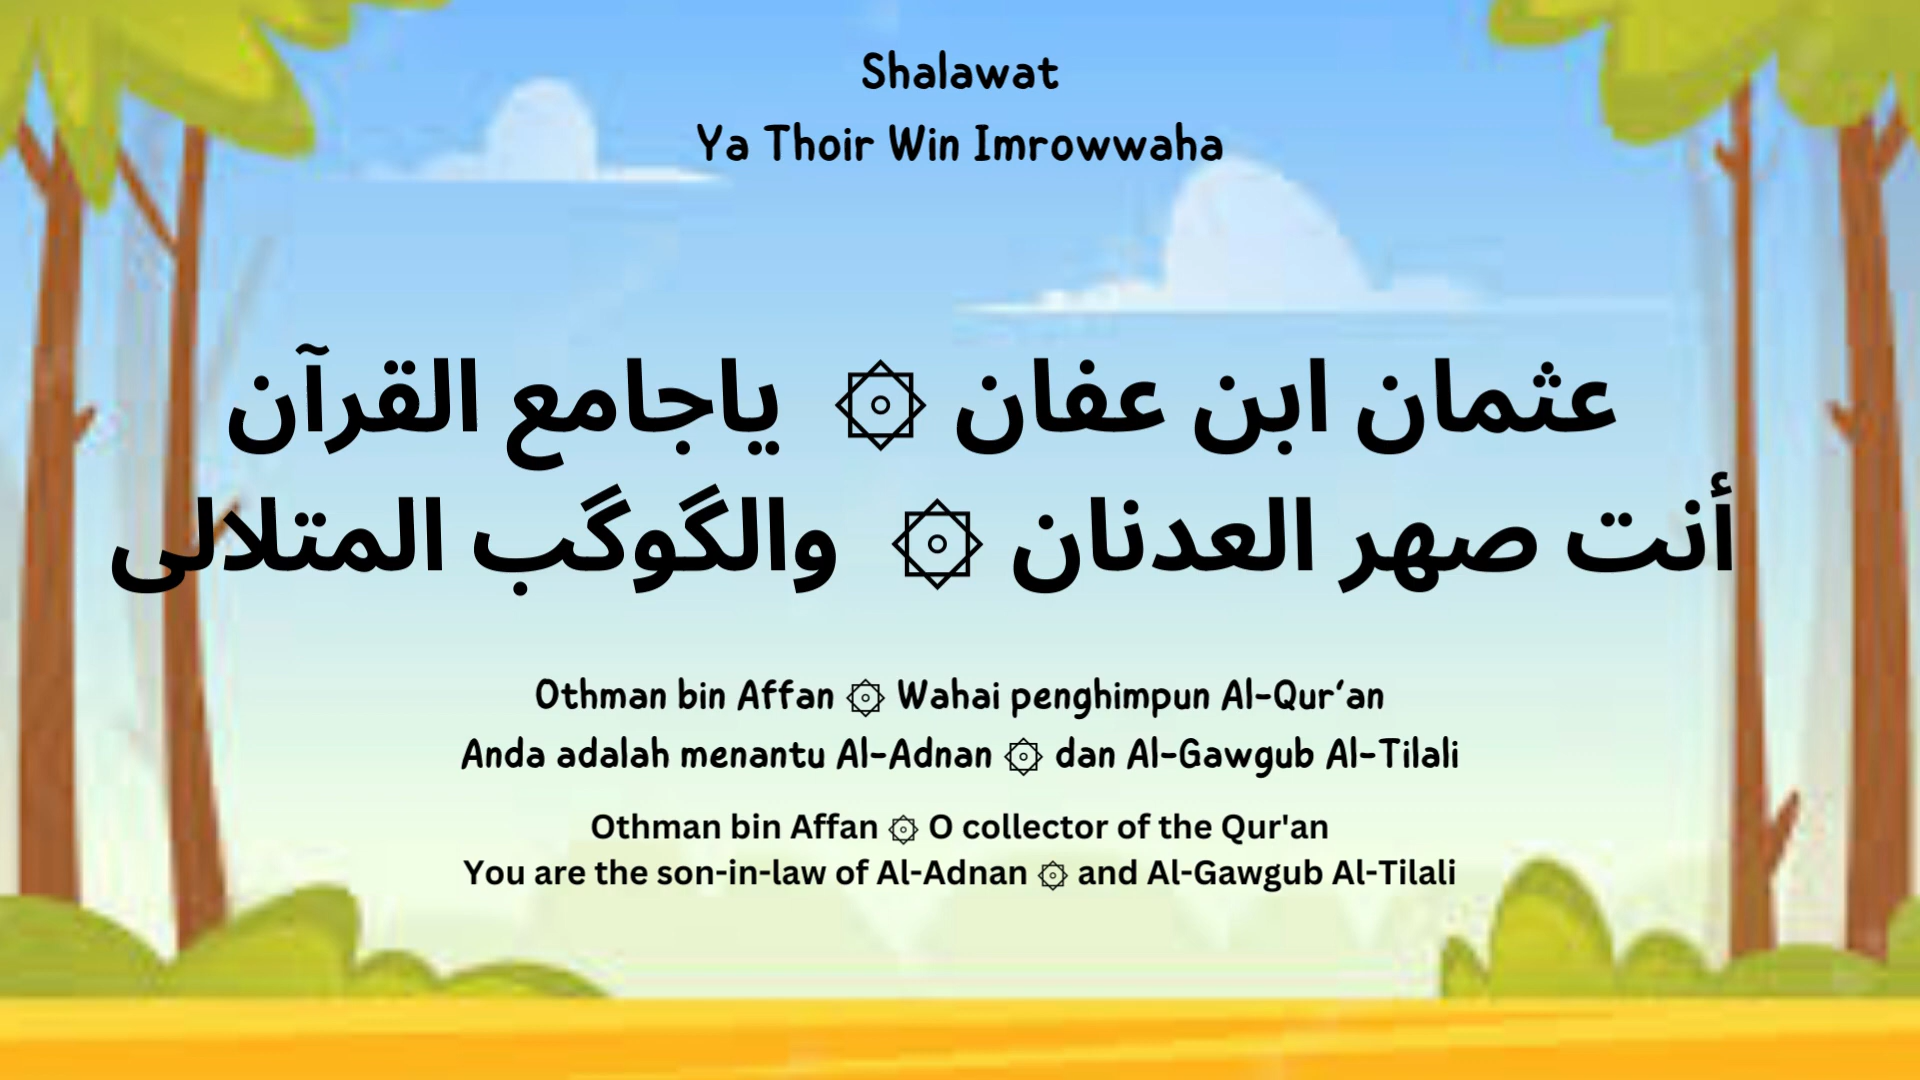 Shalawat
Ya Thoir Win Imrowwaha
عثمان ابن عفان ۞ ياجامع القرآن
أنت صهر العدنان ۞ والگوگب المتلالى
Othman bin Affan ۞ Wahai penghimpun Al-Qur’an
Anda adalah menantu Al-Adnan ۞ dan Al-Gawgub Al-Tilali
Othman bin Affan ۞ O collector of the Qur'an
You are the son-in-law of Al-Adnan ۞ and Al-Gawgub Al-Tilali